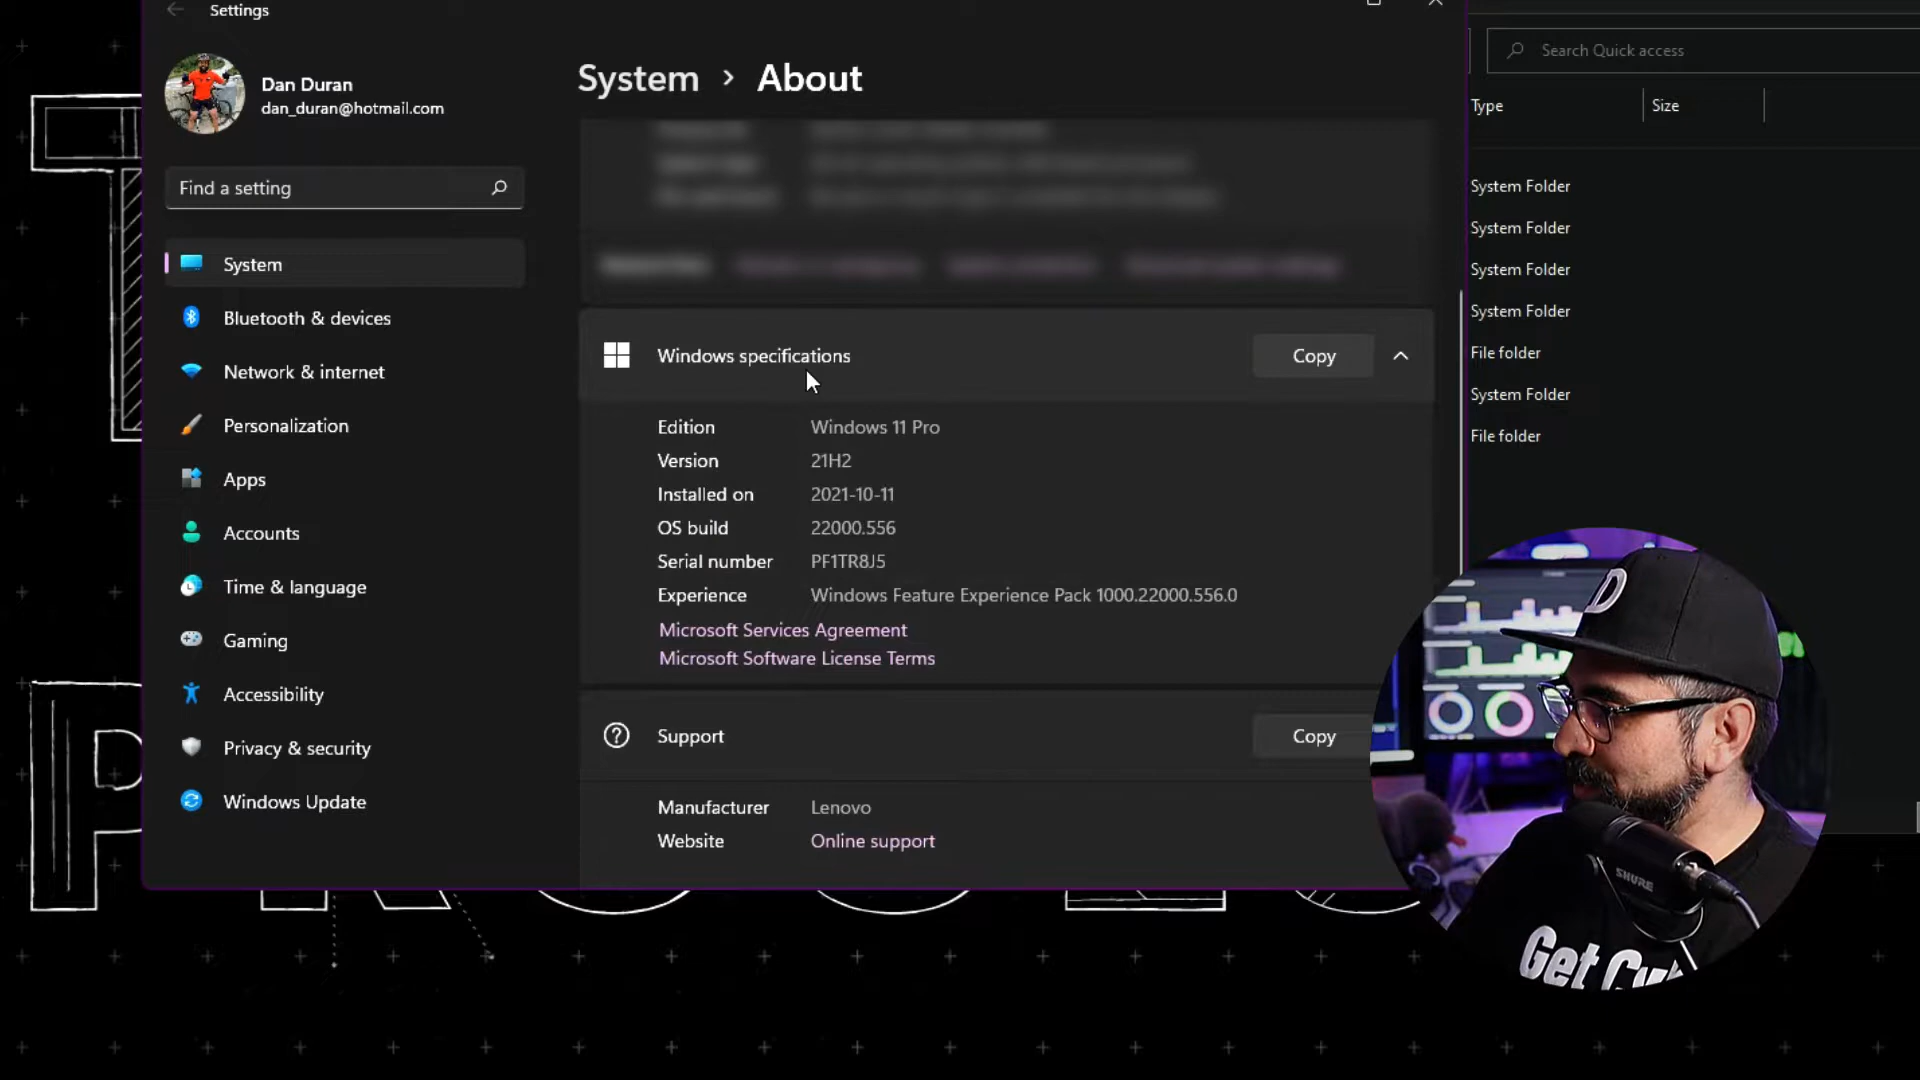 Settings
Dan Duran
dan_duran@hotmail.com
Find a setting
System
Bluetooth & devices
Network & internet
Personalization
Apps
Accounts
Time & language
Gaming
Accessibility
Privacy & security
Windows Update
System > About
Windows specifications
Copy
Edition Windows 11 Pro
Version 21H2
Installed on 2021-10-11
OS build 22000.556
Serial number PF1TR8J5
Experience Windows Feature Experience Pack 1000.22000.556.0
Microsoft Services Agreement
Microsoft Software License Terms
Support
Copy
Manufacturer Lenovo
Website Online support
Search Quick access
Type Size
System Folder
System Folder
System Folder
System Folder
File folder
System Folder
File folder
SHURE
Get